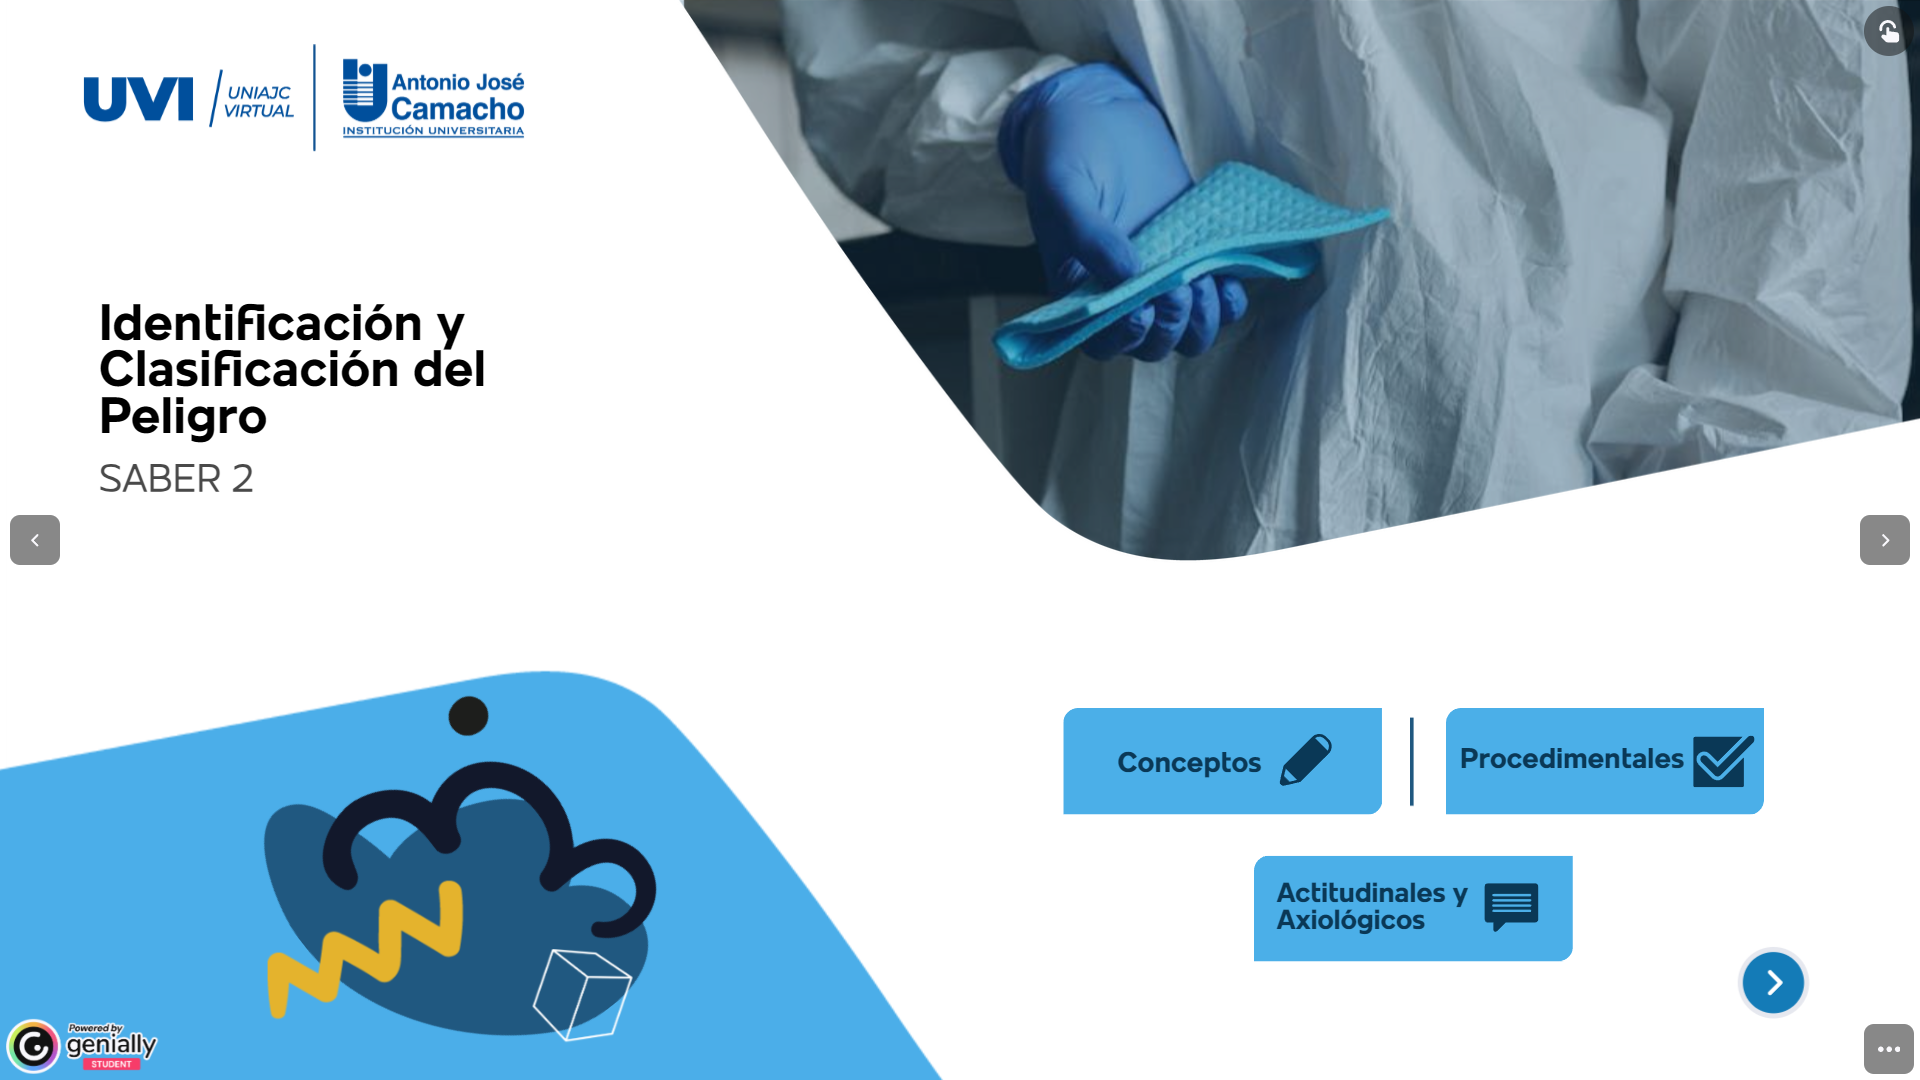 UVI
UNIAJC
VIRTUAL
Antonio José
Camacho
INSTITUCIÓN UNIVERSITARIA
Identificación y
Clasificación del
Peligro
SABER 2
Conceptos
Procedimentales
Actitudinales y
Axiológicos
Powered by
genially
STUDENT